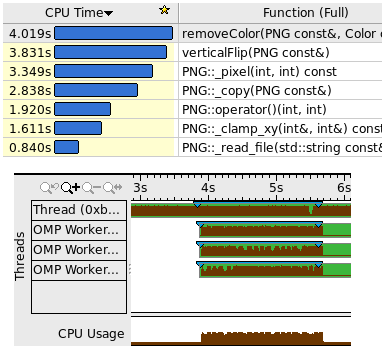 CPU Time Function (Full)
4.019s removeColor(PNG const&, Color c
3.831s verticalFlip(PNG const&)
3.349s PNG::_pixel(int, int) const
2.838s PNG::_copy(PNG const&)
1.920s PNG::operator()(int, int)
1.611s PNG::_clamp_xy(int&, int&) cons
0.840s PNG::_read_file(std::string const&
3s 4s 5s 6s
Threads
Thread (0xb...
OMP Worker...
OMP Worker...
OMP Worker...
CPU Usage